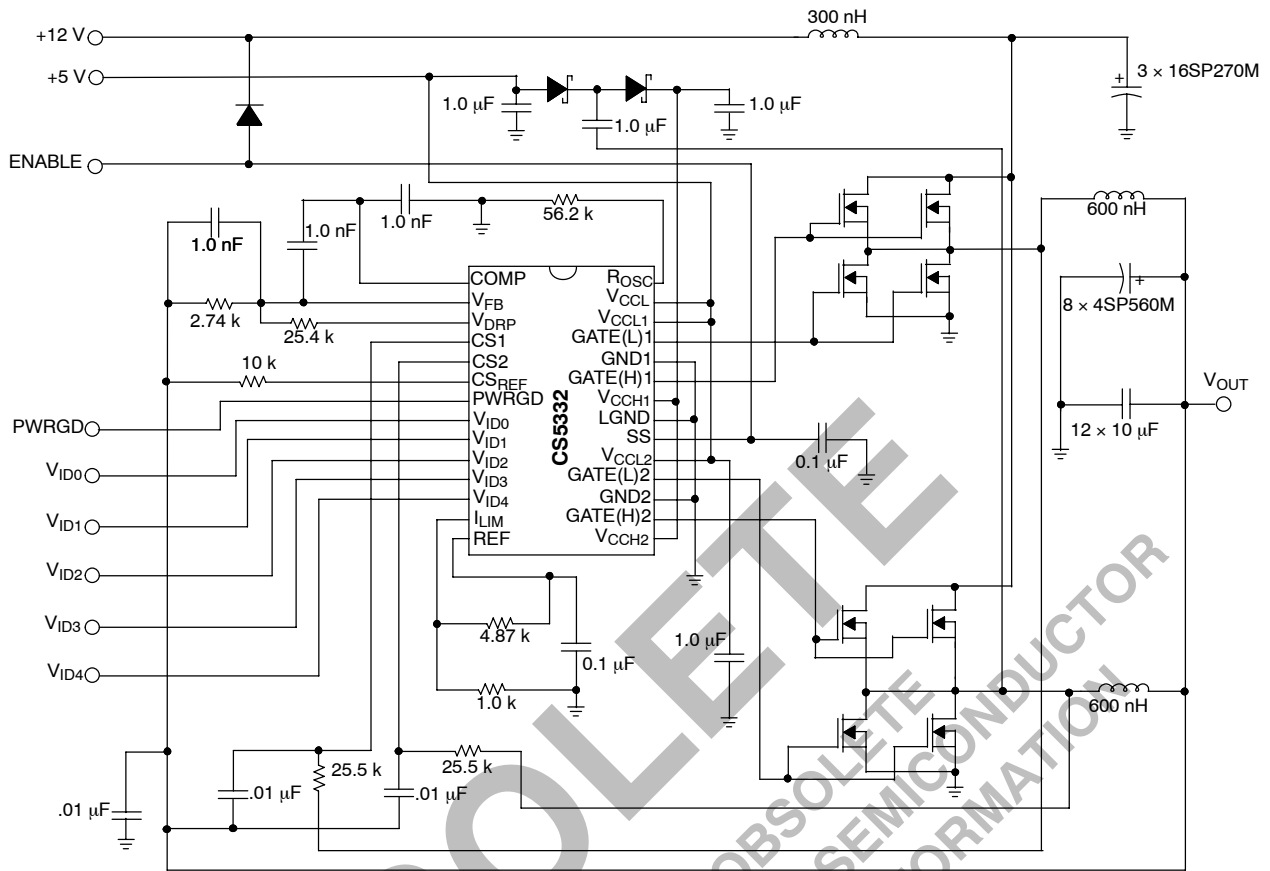 300 nH
+12 V
+5 V
3 × 16SP270M
1.0 µF
1.0 µF
1.0 µF
ENABLE
1.0 nF
1.0 nF
1.0 nF
56.2 k
600 nH
8 × 4SP560M
12 × 10 µF
VOUT
2.74 k
25.4 k
10 k
COMP
VFB
VDRP
CS1
CS2
CSREF
PWRGD
VID0
VID1
VID2
VID3
VID4
ILIM
REF
CS5332
ROSC
VCCL
VCCL1
GATE(L)1
GND1
GATE(H)1
VCCH1
LGND
SS
VCCL2
GATE(L)2
GND2
GATE(H)2
VCCH2
PWRGD
VID0
VID1
VID2
VID3
VID4
0.1 µF
4.87 k
0.1 µF
1.0 k
1.0 µF
600 nH
25.5 k
25.5 k
.01 µF
.01 µF
.01 µF
OBSOLETE
SEMICONDUCTOR